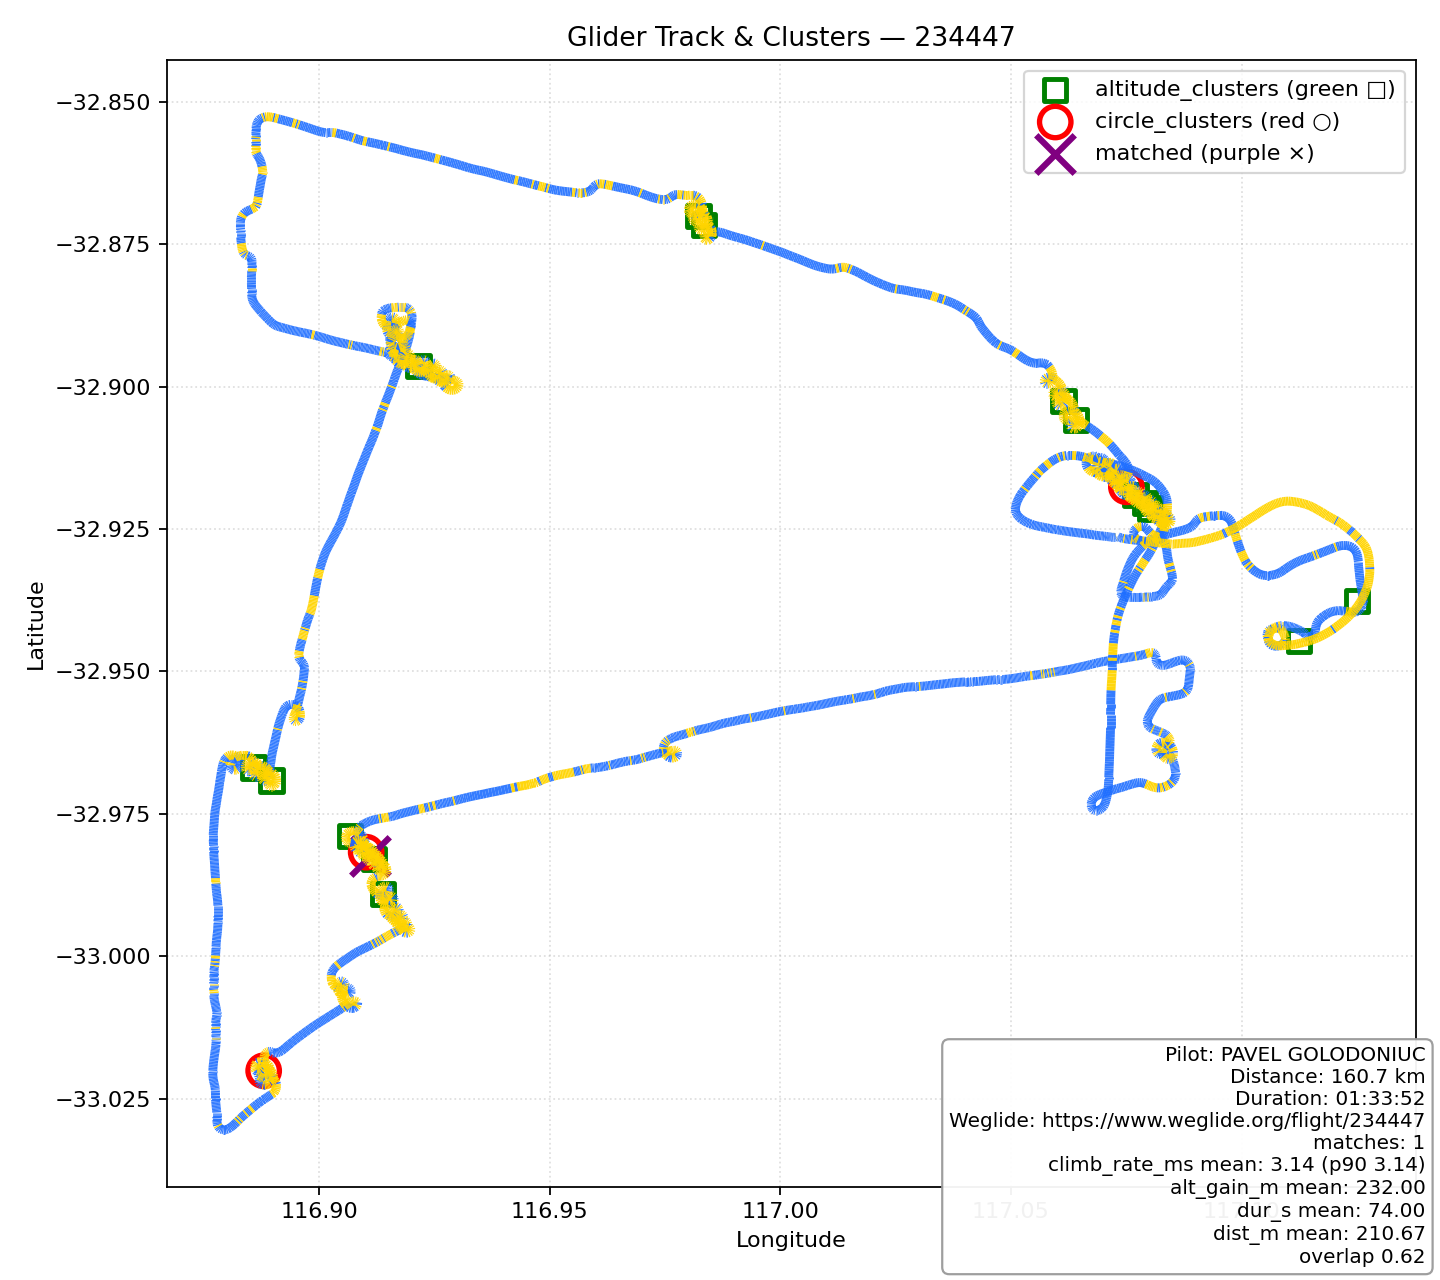 Glider Track & Clusters — 234447
altitude_clusters (green □)
circle_clusters (red ○)
matched (purple ×)
Latitude
−32.850
−32.875
−32.900
−32.925
−32.950
−32.975
−33.000
−33.025
116.90
116.95
117.00
117.05
Longitude
Pilot: PAVEL GOLODONIUC
Distance: 160.7 km
Duration: 01:33:52
Weglide: https://www.weglide.org/flight/234447
matches: 1
climb_rate_ms mean: 3.14 (p90 3.14)
alt_gain_m mean: 232.00
dur_s mean: 74.00
dist_m mean: 210.67
overlap 0.62